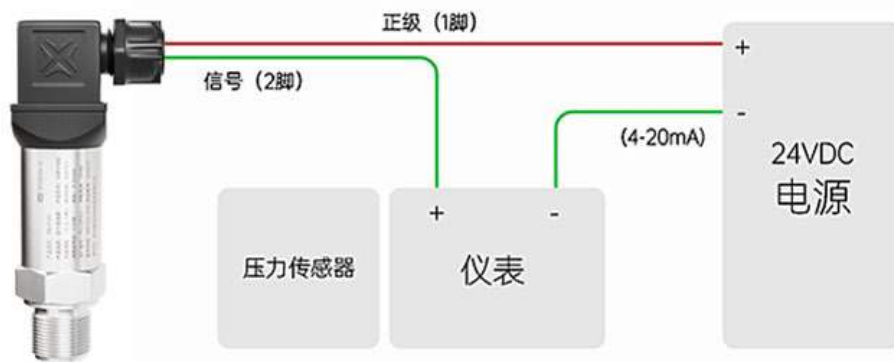 正级（1脚）
+
信号（2脚）
-
(4-20mA)
24VDC
电源
+
-
压力传感器
仪表